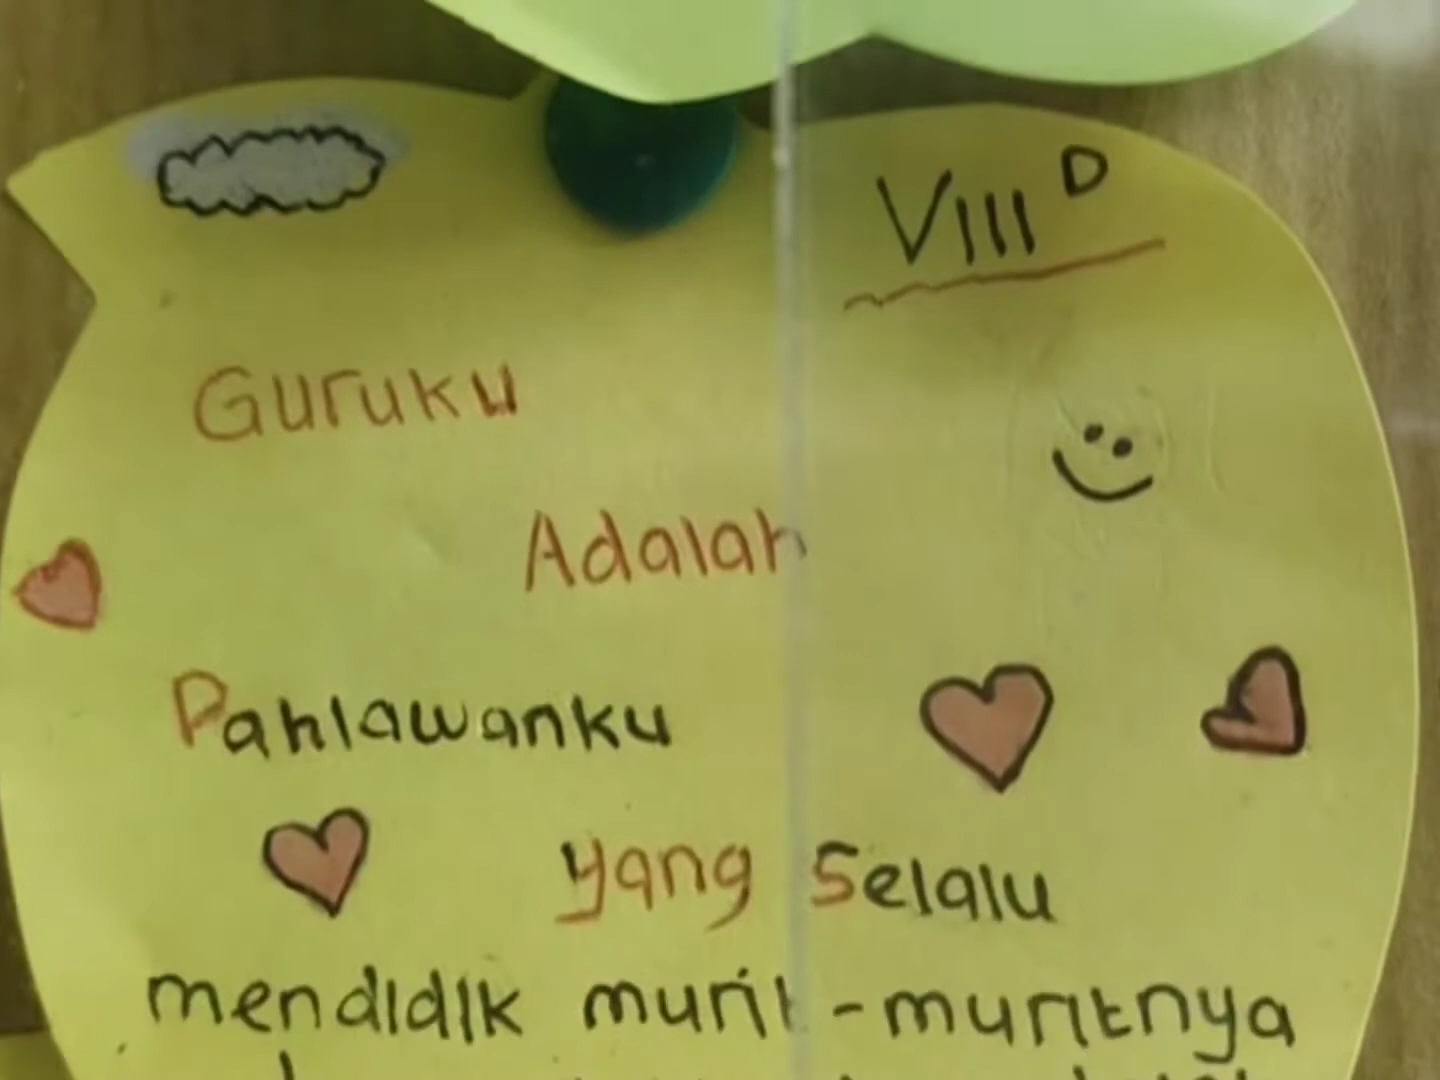 VIII D
Guruku
Adalah
Pahlawanku
yang Selalu
mendidik murit-muritnya